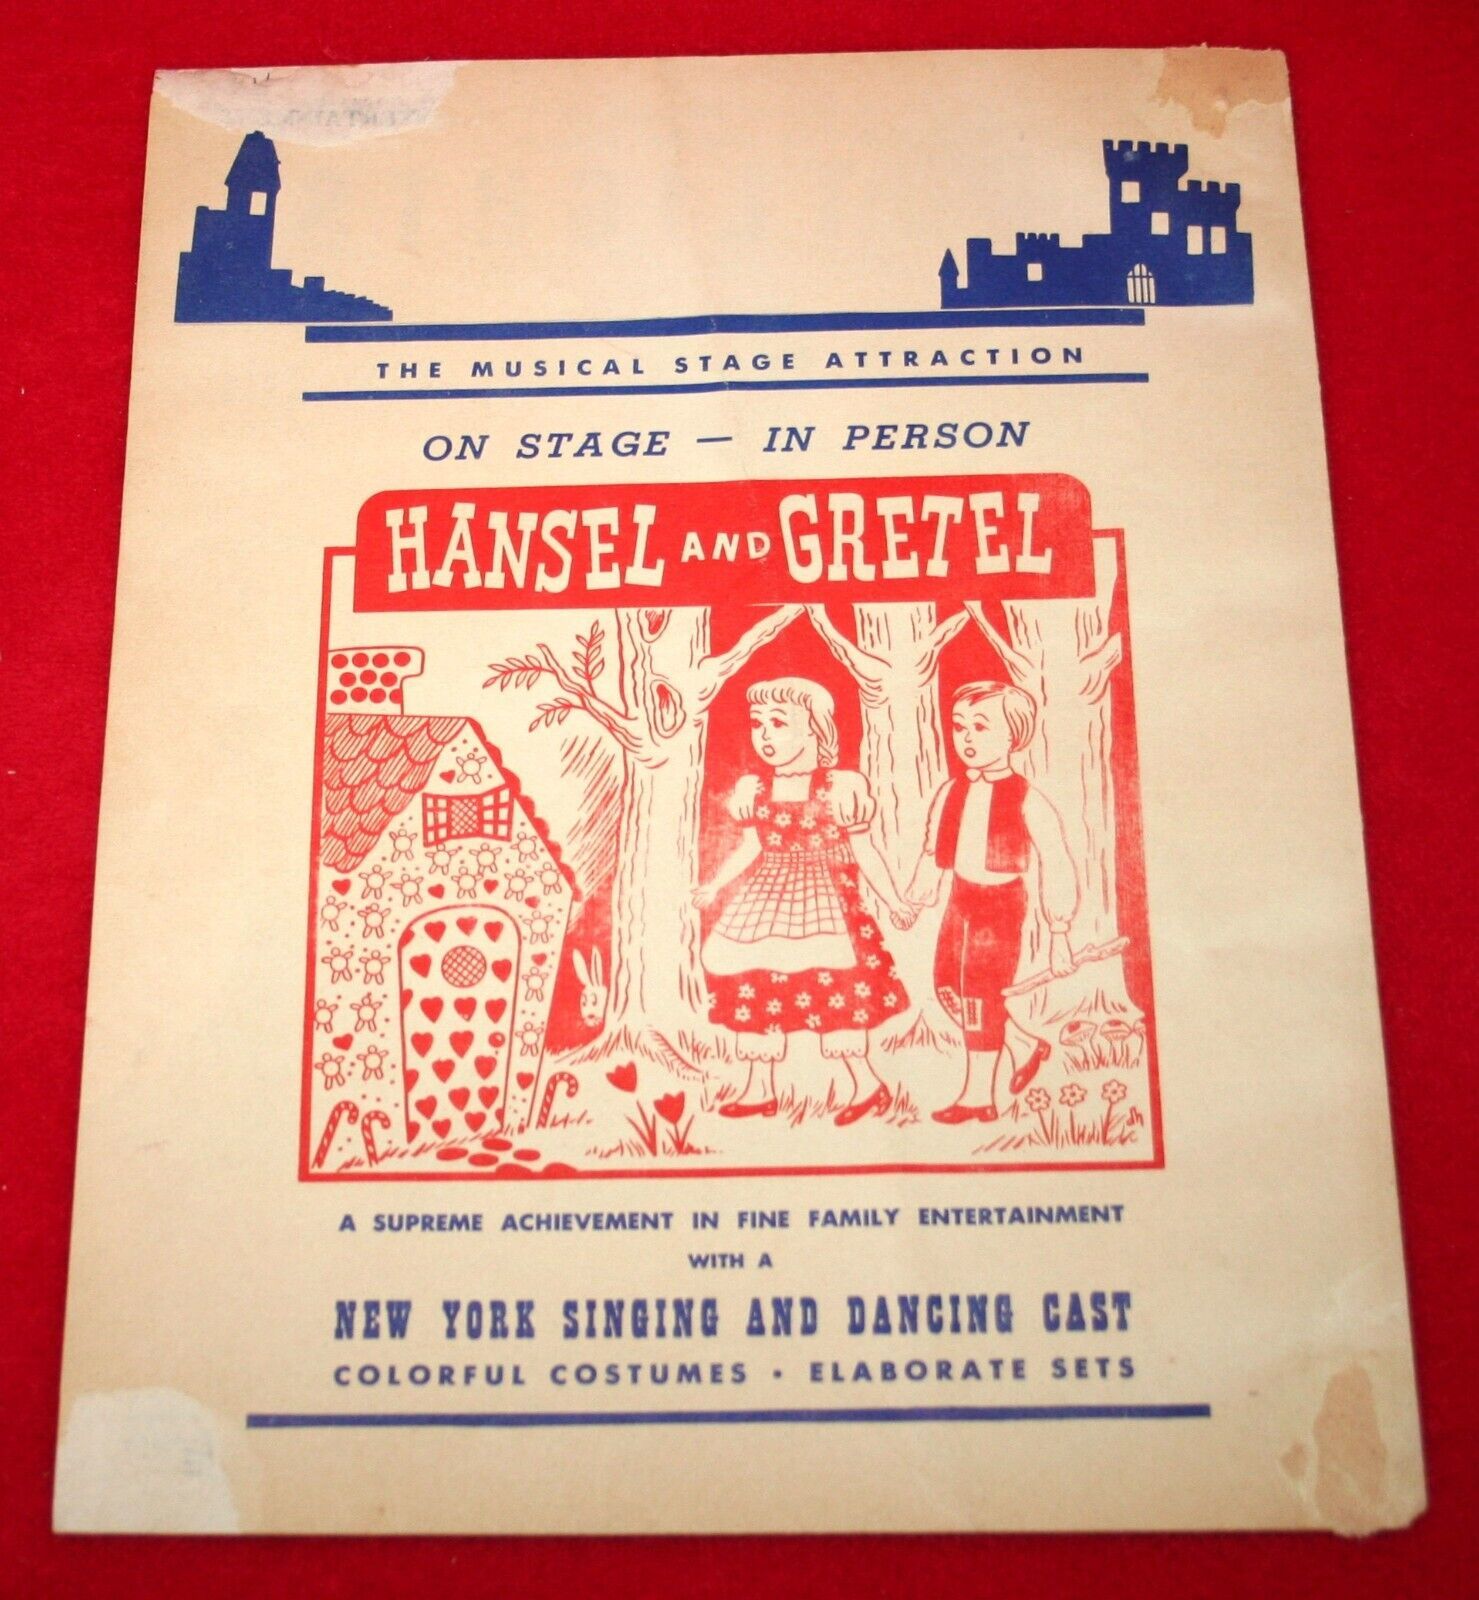 THE MUSICAL STAGE ATTRACTION
ON STAGE — IN PERSON
HANSEL AND GRETEL
A SUPREME ACHIEVEMENT IN FINE FAMILY ENTERTAINMENT
WITH A
NEW YORK SINGING AND DANCING CAST
COLORFUL COSTUMES • ELABORATE SETS